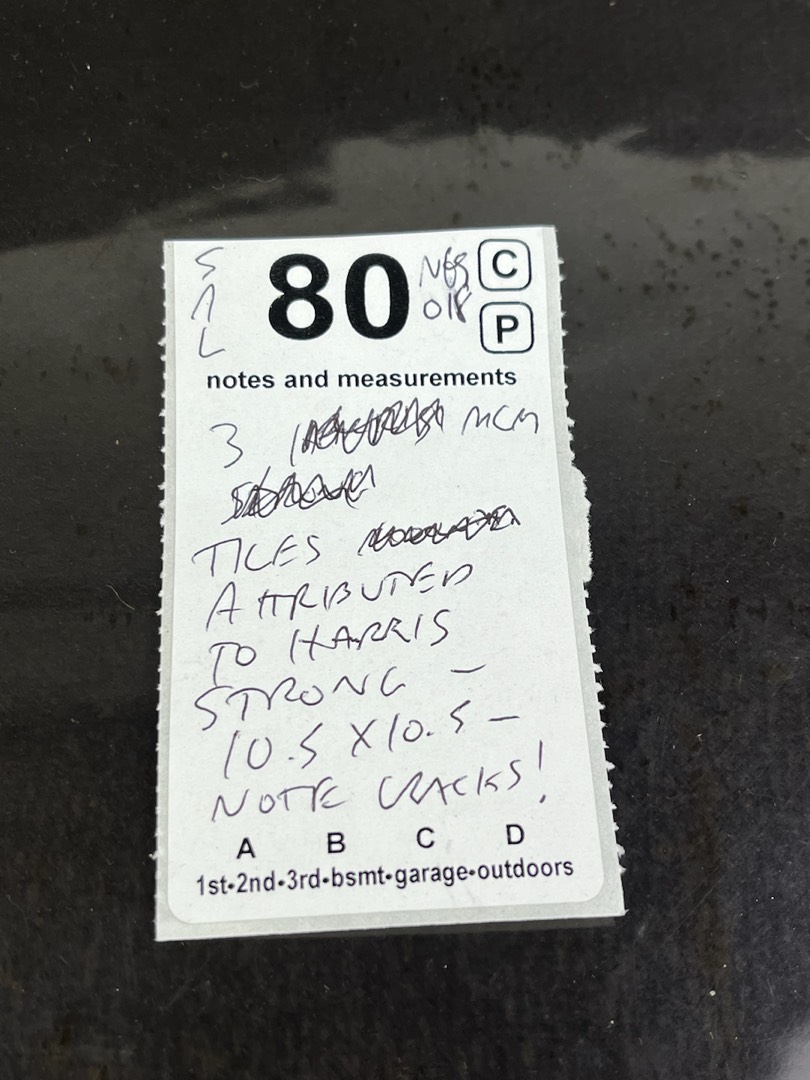 S
A
L
80
C
P
notes and measurements
3 MCM
TILES
ATTRIBUTED
TO HARRIS
STRONG –
10.5 X 10.5 –
NOTE CRACKS!
A B C D
1st•2nd•3rd•bsmt•garage•outdoors